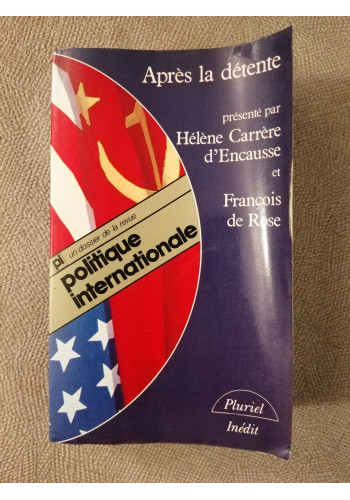 Après la détente
présenté par
Hélène Carrère
d'Encausse
et
François
de Rose
pi un dossier de la revue
politique
internationale
Pluriel
Inédit